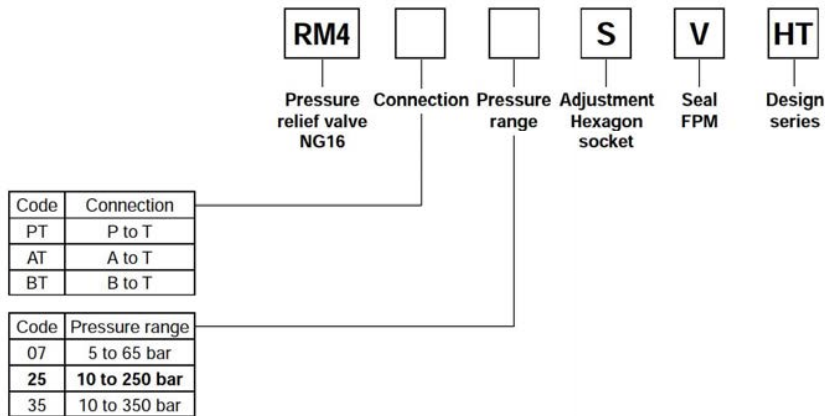 RM4 S V HT
Pressure Connection Pressure Adjustment Seal Design
relief valve range Hexagon FPM series
NG16 socket
Code Connection
PT P to T
AT A to T
BT B to T
Code Pressure range
07 5 to 65 bar
25 10 to 250 bar
35 10 to 350 bar